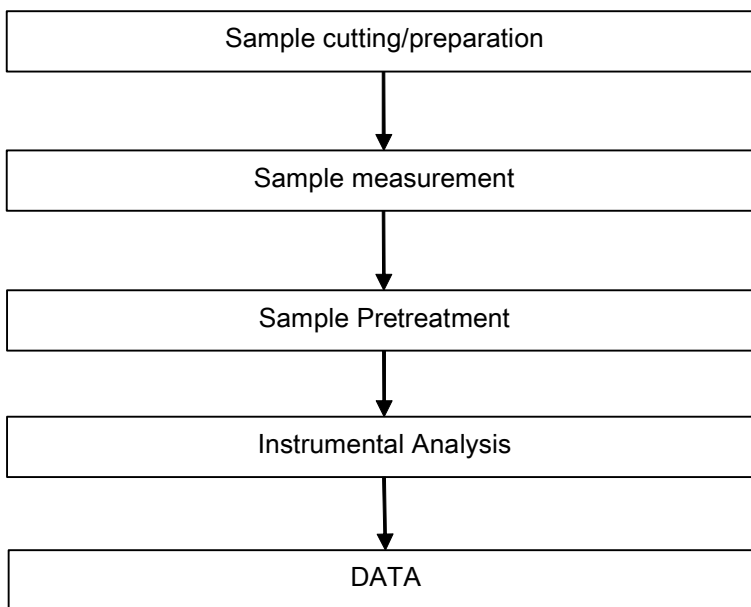 Sample cutting/preparation
Sample measurement
Sample Pretreatment
Instrumental Analysis
DATA